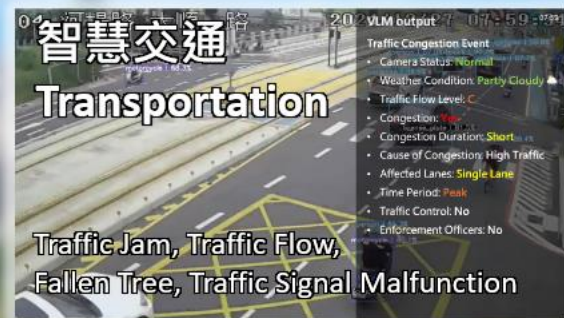 智慧交通
Transportation
VLM output
Traffic Congestion Event
• Camera Status: Normal
• Weather Condition: Partly Cloudy
• Traffic Flow Level: C
• Congestion: Yes
• Congestion Duration: Short
• Cause of Congestion: High Traffic
• Affected Lanes: Single Lane
• Time Period: Peak
• Traffic Control: No
• Enforcement Officers: No
Traffic Jam, Traffic Flow,
Fallen Tree, Traffic Signal Malfunction